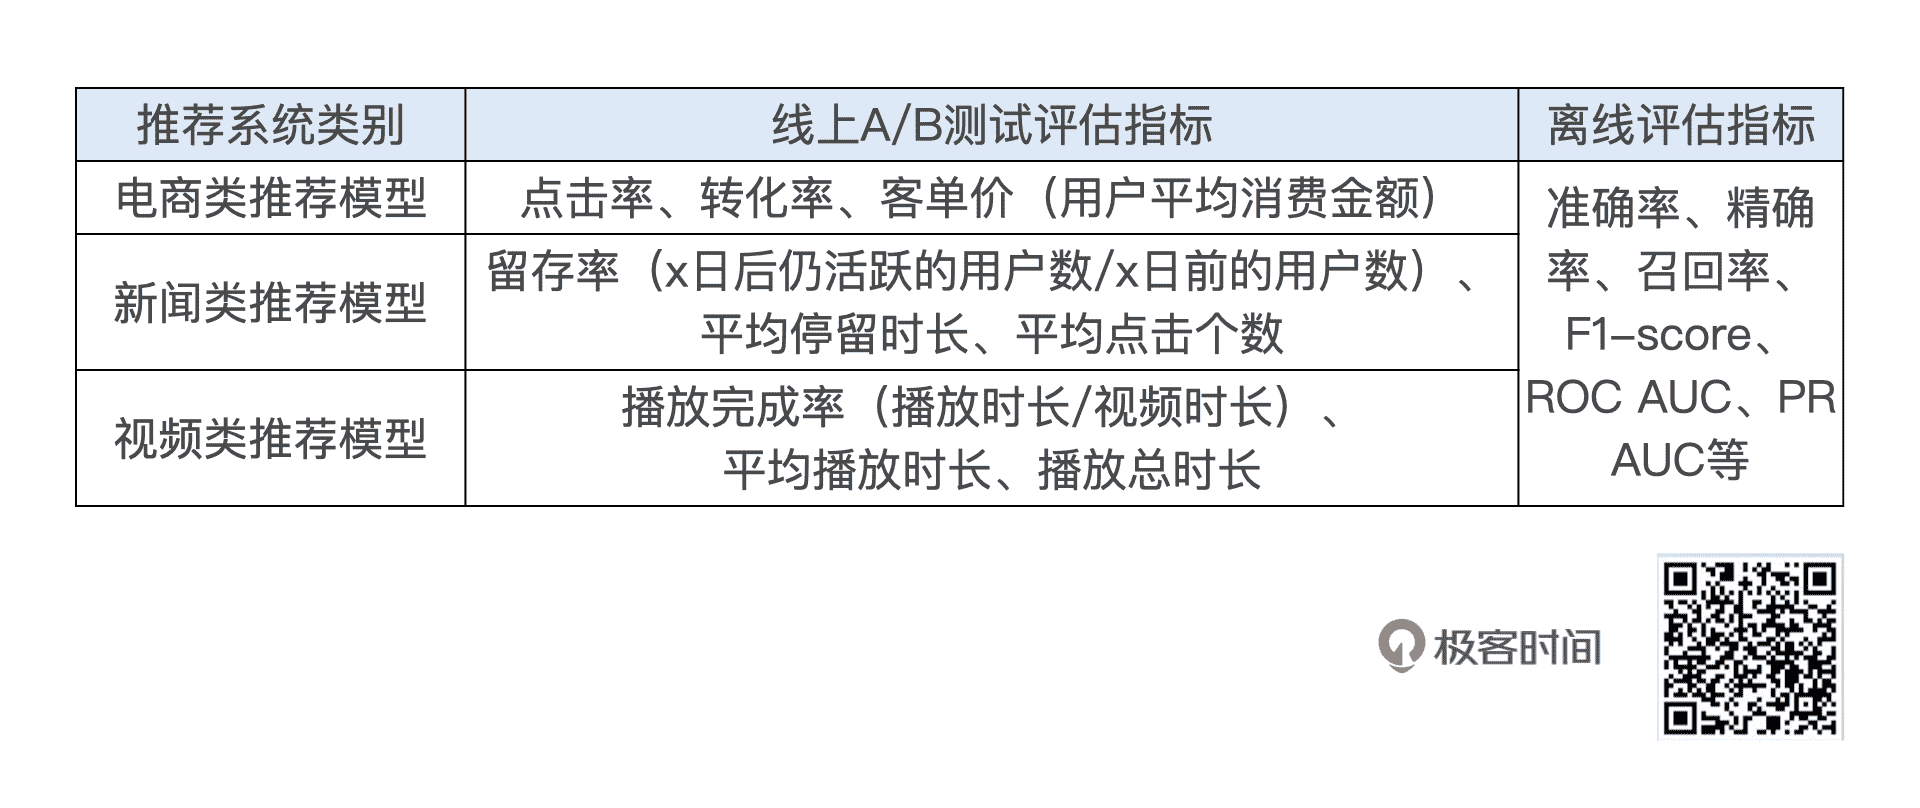 推荐系统类别
线上A/B测试评估指标
离线评估指标
电商类推荐模型
点击率、转化率、客单价（用户平均消费金额）
新闻类推荐模型
留存率（x日后仍活跃的用户数/x日前的用户数）、
平均停留时长、平均点击个数
视频类推荐模型
播放完成率（播放时长/视频时长）、
平均播放时长、播放总时长
准确率、精确
率、召回率、
F1-score、
ROC AUC、PR
AUC等
极客时间